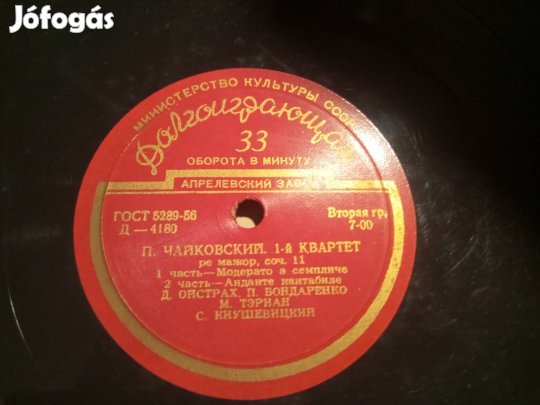 Jófogás
МИНИСТЕРСТВО КУЛЬТУРЫ СССР
Долгоиграющая
33
ОБОРОТА В МИНУТУ
АПРЕЛЕВСКИЙ ЗАВОД
ГОСТ 5289-56
Д — 4180
Вторая гр.
7-00
П. ЧАЙКОВСКИЙ. 1-й КВАРТЕТ
ре мажор, соч. 11
1 часть—Модерато э семпличе
2 часть—Анданте кантабиле
Д. ОЙСТРАХ, П. БОНДАРЕНКО
М. ТЭРИАН
С. КНУШЕВИЦКИЙ